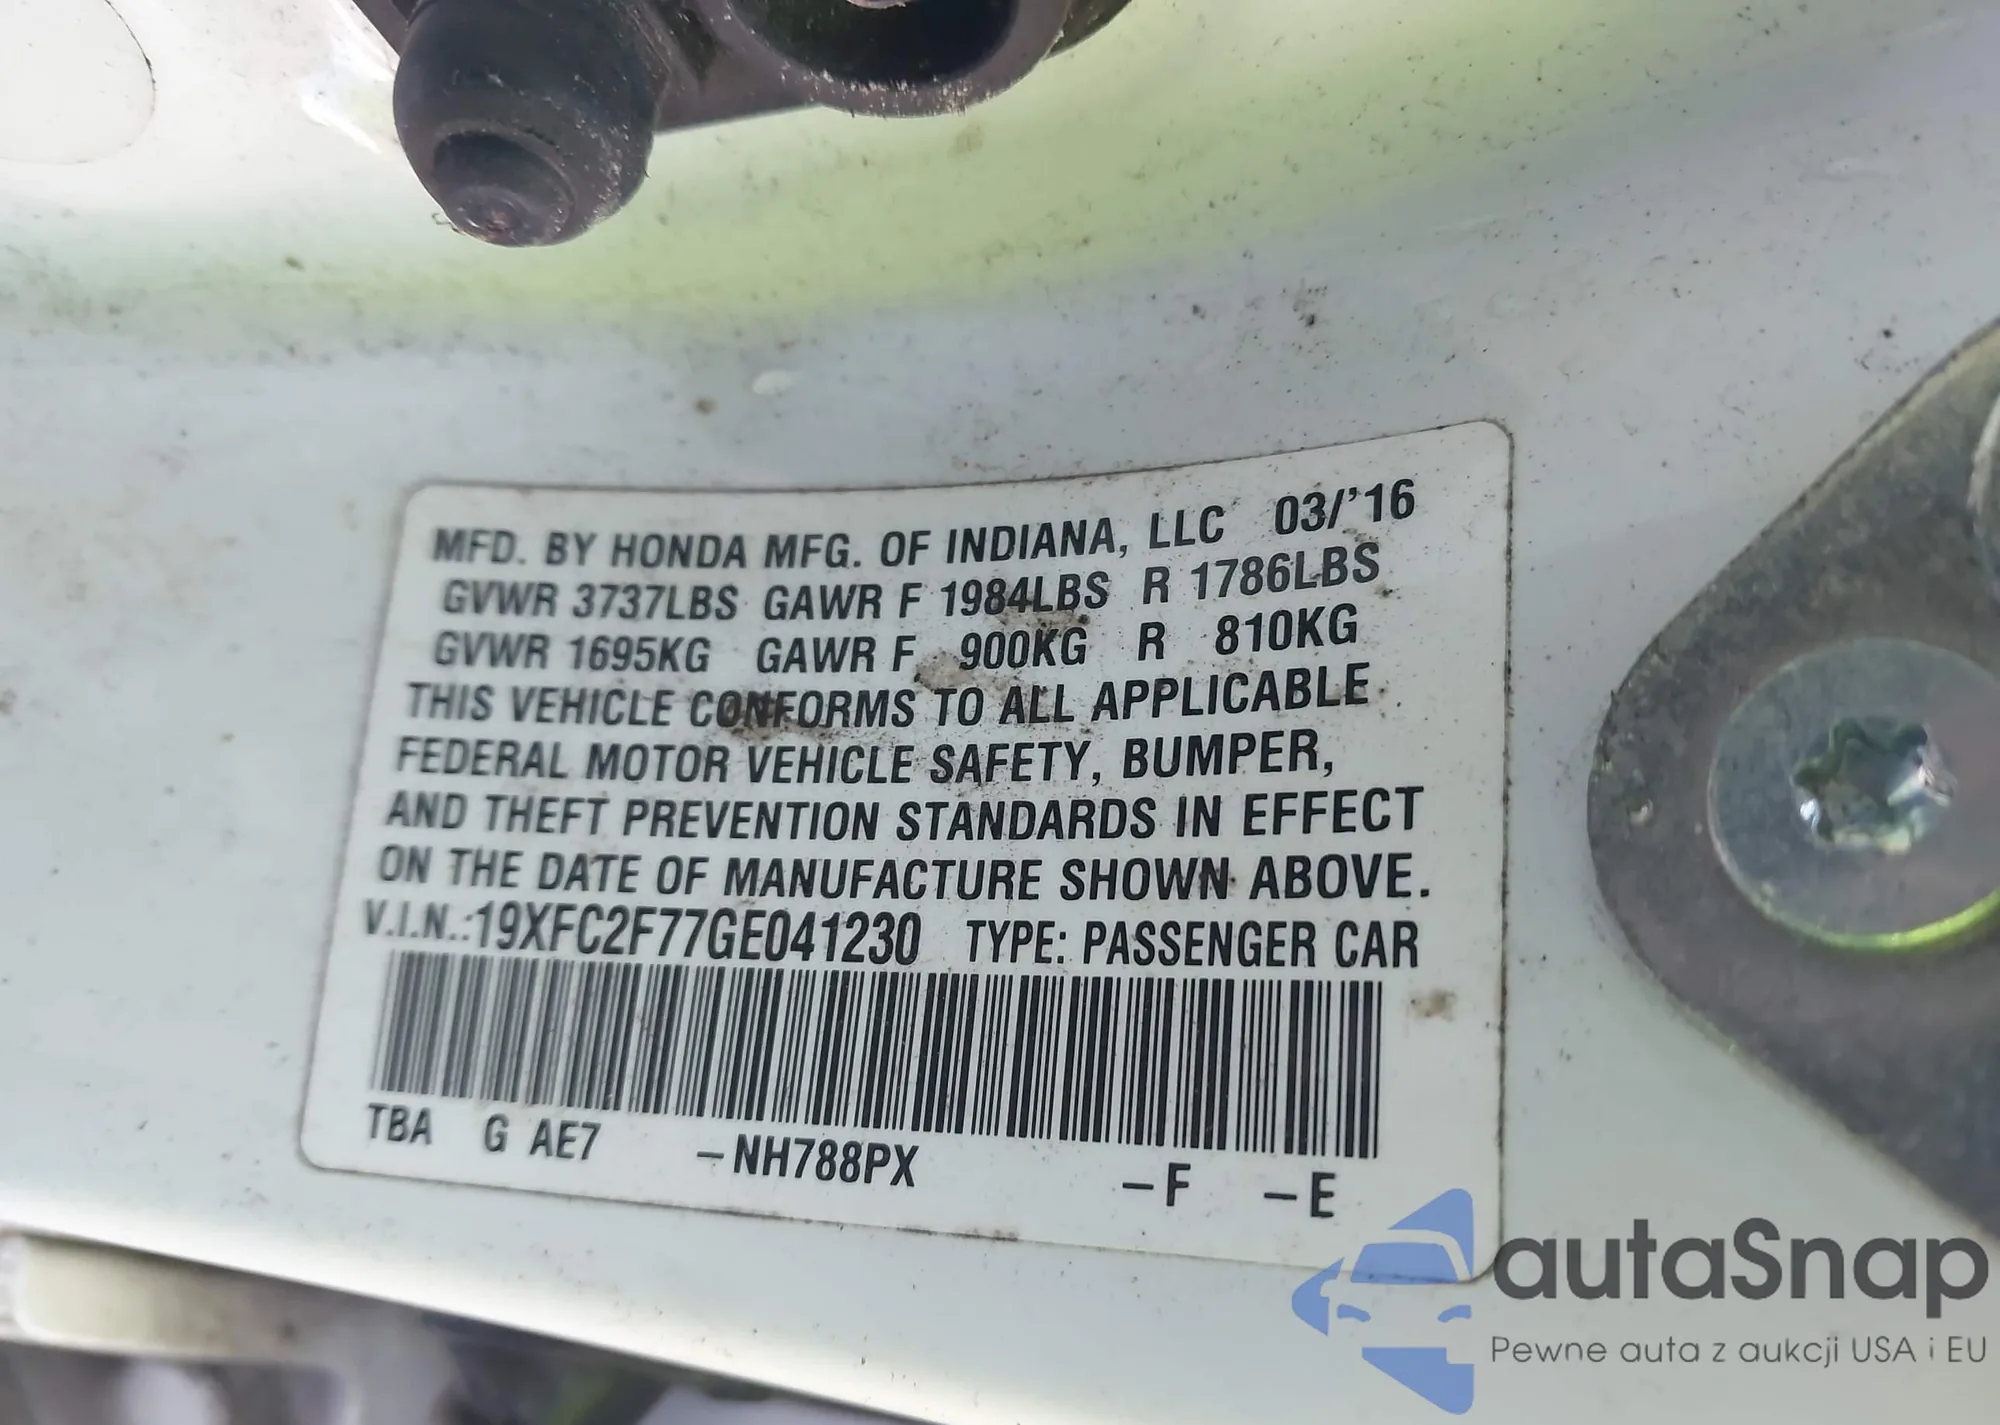 MFD. BY HONDA MFG. OF INDIANA, LLC 03/'16
GVWR 3737LBS GAWR F 1984LBS R 1786LBS
GVWR 1695KG GAWR F 900KG R 810KG
THIS VEHICLE CONFORMS TO ALL APPLICABLE
FEDERAL MOTOR VEHICLE SAFETY, BUMPER,
AND THEFT PREVENTION STANDARDS IN EFFECT
ON THE DATE OF MANUFACTURE SHOWN ABOVE.
V.I.N.:19XFC2F77GE041230 TYPE: PASSENGER CAR
TBA G AE7 -NH788PX -F -E
autaSnap
Pewne auta z aukcji USA i EU